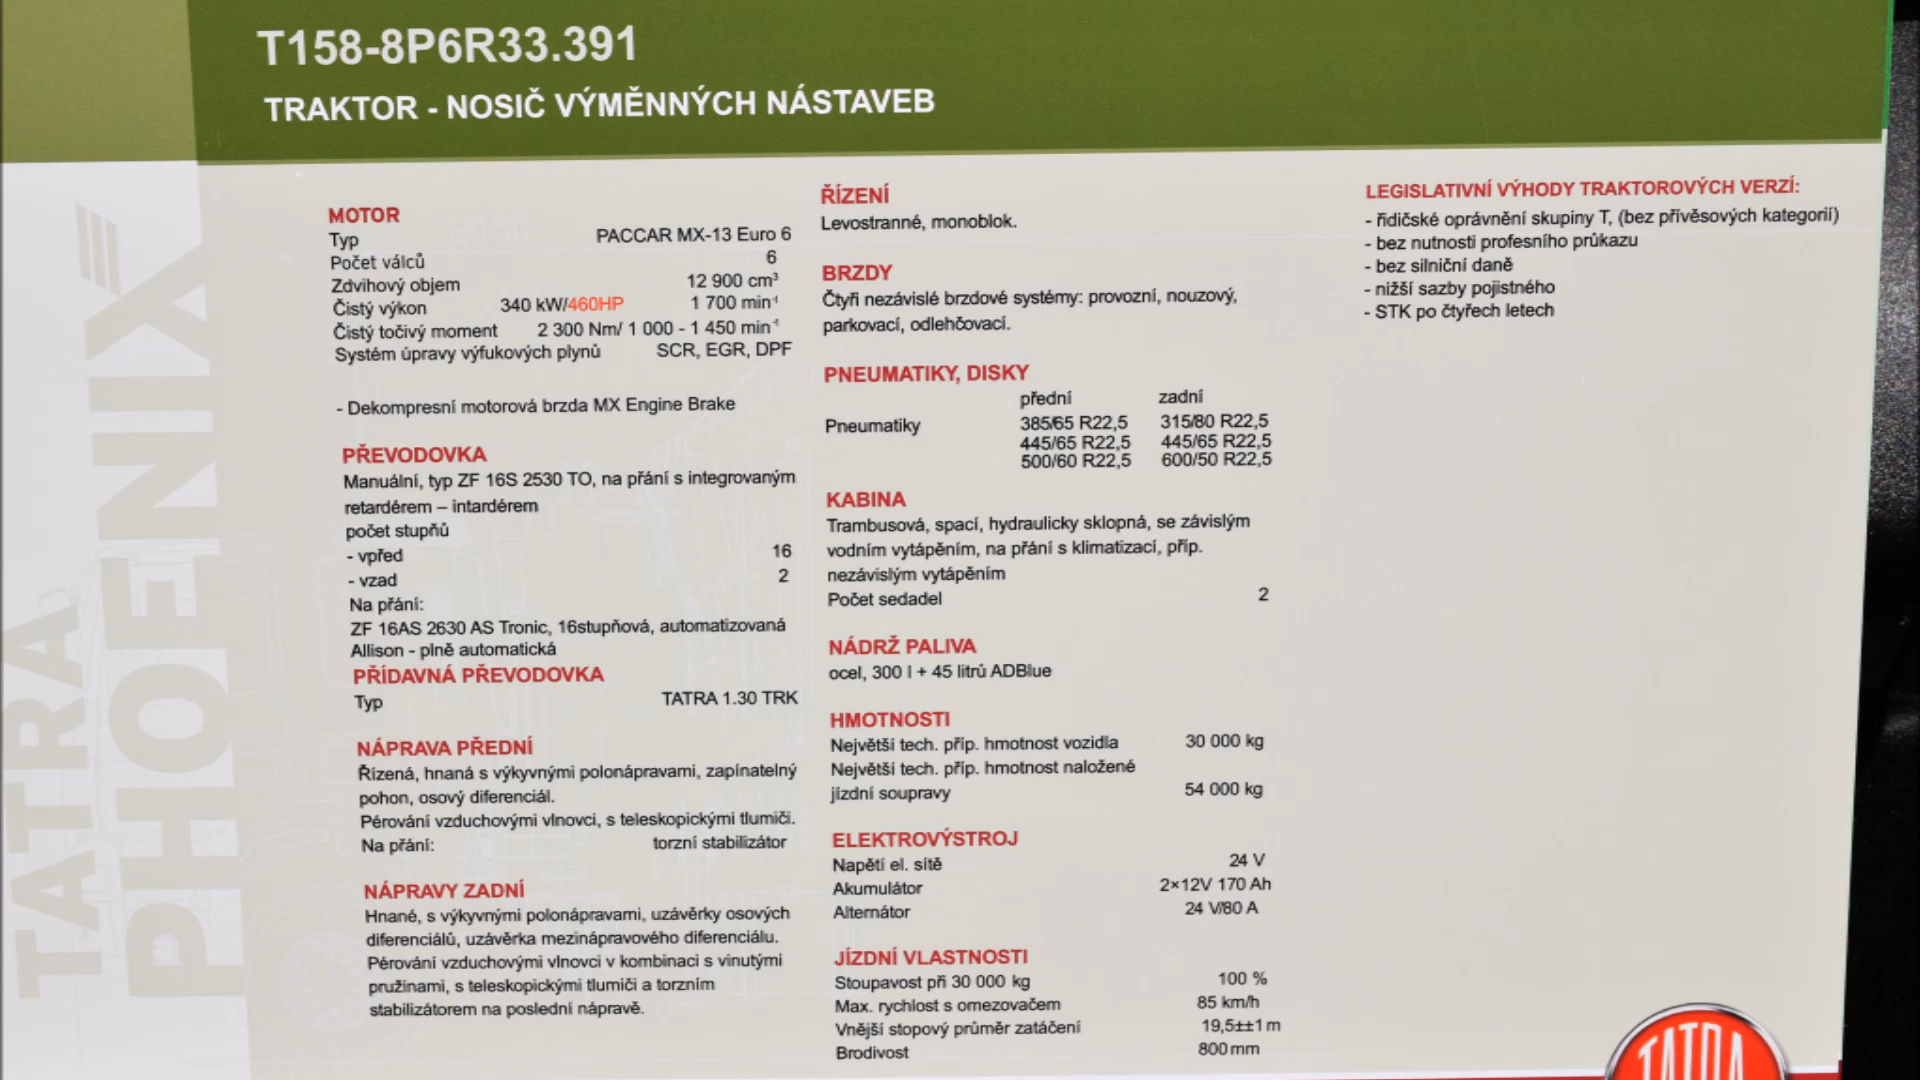 T158-8P6R33.391
TRAKTOR - NOSIČ VÝMĚNNÝCH NÁSTAVEB
TATRA
PHOENIX
MOTOR
Typ PACCAR MX-13 Euro 6
Počet válců 6
Zdvihový objem 12 900 cm³
Čistý výkon 340 kW/460HP 1 700 min⁻¹
Čistý točivý moment 2 300 Nm/ 1 000 - 1 450 min⁻¹
Systém úpravy výfukových plynů SCR, EGR, DPF
- Dekompresní motorová brzda MX Engine Brake
PŘEVODOVKA
Manuální, typ ZF 16S 2530 TO, na přání s integrovaným
retardérem – intardérem
počet stupňů
- vpřed 16
- vzad 2
Na přání:
ZF 16AS 2630 AS Tronic, 16stupňová, automatizovaná
Allison - plně automatická
PŘÍDAVNÁ PŘEVODOVKA
Typ TATRA 1.30 TRK
NÁPRAVA PŘEDNÍ
Řízená, hnaná s výkyvnými polonápravami, zapínatelný
pohon, osový diferenciál.
Pérování vzduchovými vlnovci, s teleskopickými tlumiči.
Na přání: torzní stabilizátor
NÁPRAVY ZADNÍ
Hnané, s výkyvnými polonápravami, uzávěrky osových
diferenciálů, uzávěrka mezinápravového diferenciálu.
Pérování vzduchovými vlnovci v kombinaci s vinutými
pružinami, s teleskopickými tlumiči a torzním
stabilizátorem na poslední nápravě.
ŘÍZENÍ
Levostranné, monoblok.
BRZDY
Čtyři nezávislé brzdové systémy: provozní, nouzový,
parkovací, odlehčovací.
PNEUMATIKY, DISKY
přední zadní
Pneumatiky 385/65 R22,5 315/80 R22,5
445/65 R22,5 445/65 R22,5
500/60 R22,5 600/50 R22,5
KABINA
Trambusová, spací, hydraulicky sklopná, se závislým
vodním vytápěním, na přání s klimatizací, příp.
nezávislým vytápěním
Počet sedadel 2
NÁDRŽ PALIVA
ocel, 300 l + 45 litrů ADBlue
HMOTNOSTI
Největší tech. příp. hmotnost vozidla 30 000 kg
Největší tech. příp. hmotnost naložené
jízdní soupravy 54 000 kg
ELEKTROVÝSTROJ
Napětí el. sítě 24 V
Akumulátor 2×12V 170 Ah
Alternátor 24 V/80 A
JÍZDNÍ VLASTNOSTI
Stoupavost při 30 000 kg 100 %
Max. rychlost s omezovačem 85 km/h
Vnější stopový průměr zatáčení 19,5±±1 m
Brodivost 800 mm
LEGISLATIVNÍ VÝHODY TRAKTOROVÝCH VERZÍ:
- řidičské oprávnění skupiny T, (bez přívěsových kategorií)
- bez nutnosti profesního průkazu
- bez silniční daně
- nižší sazby pojistného
- STK po čtyřech letech
TATRA